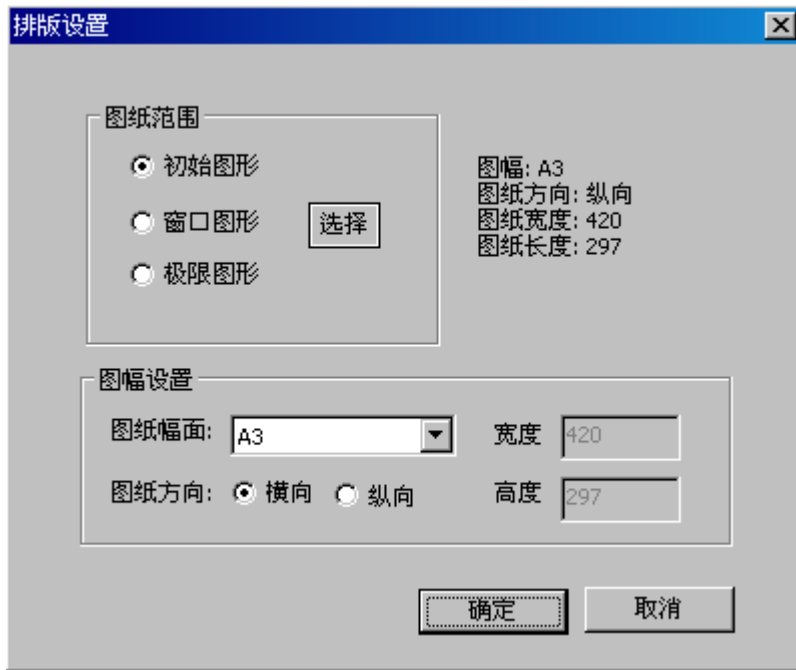 排版设置
图纸范围
初始图形
窗口图形
选择
极限图形
图幅: A3
图纸方向: 纵向
图纸宽度: 420
图纸长度: 297
图幅设置
图纸幅面: A3 宽度 420
图纸方向: 横向 纵向 高度 297
确定 取消